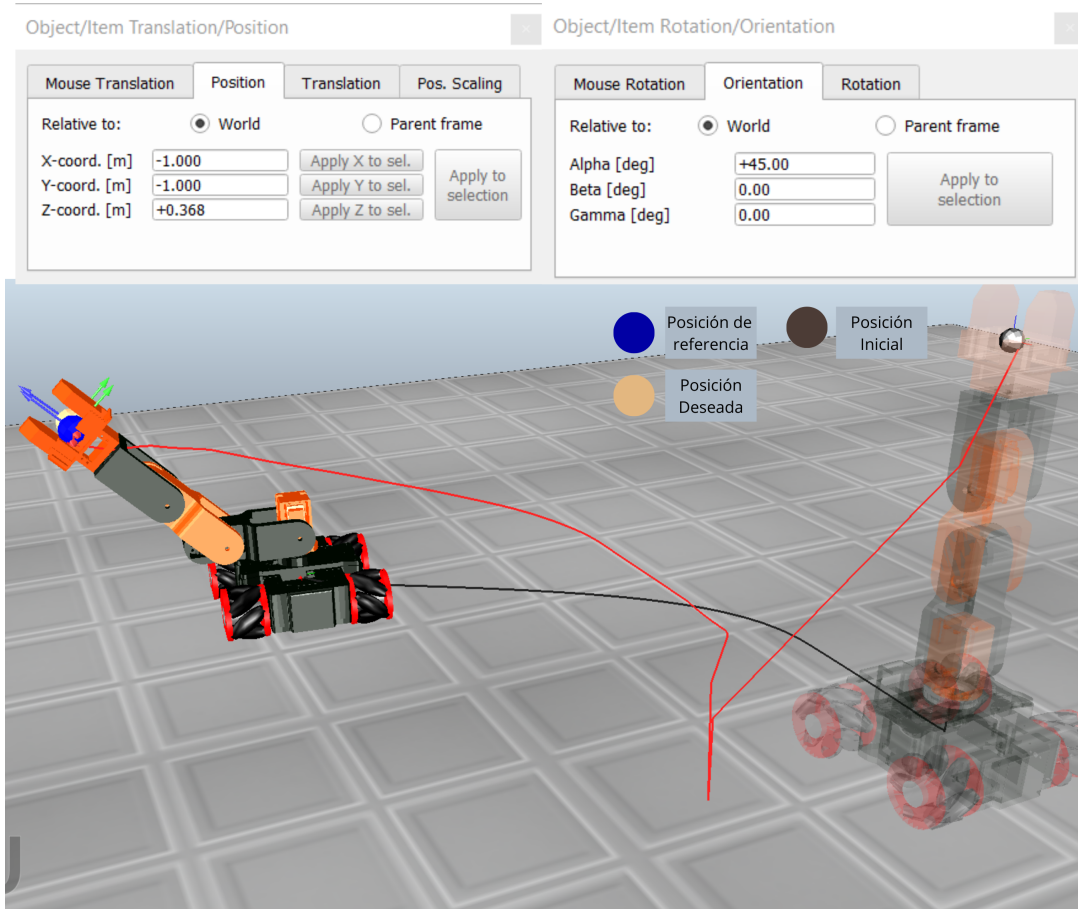 Object/Item Translation/Position
Mouse Translation Position Translation Pos. Scaling
Relative to: World Parent frame
X-coord. [m] -1.000 Apply X to sel.
Y-coord. [m] -1.000 Apply Y to sel.
Z-coord. [m] +0.368 Apply Z to sel.
Apply to
selection
Object/Item Rotation/Orientation
Mouse Rotation Orientation Rotation
Relative to: World Parent frame
Alpha [deg] +45.00
Beta [deg] 0.00
Gamma [deg] 0.00
Apply to
selection
Posición de
referencia
Posición
Inicial
Posición
Deseada